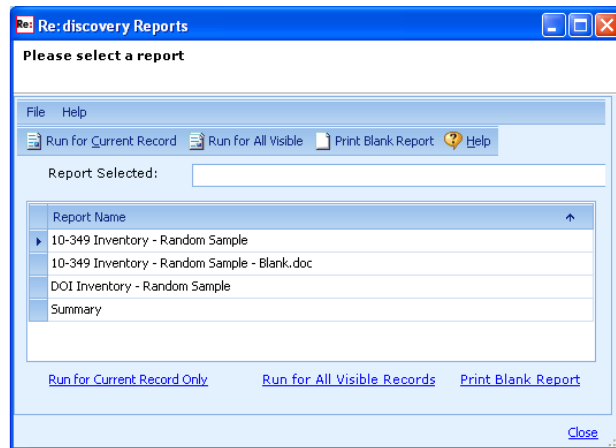 Re: Re:discovery Reports
Please select a report
File Help
Run for Current Record Run for All Visible Print Blank Report Help
Report Selected:
Report Name
10-349 Inventory - Random Sample
10-349 Inventory - Random Sample - Blank.doc
DOI Inventory - Random Sample
Summary
Run for Current Record Only Run for All Visible Records Print Blank Report
Close